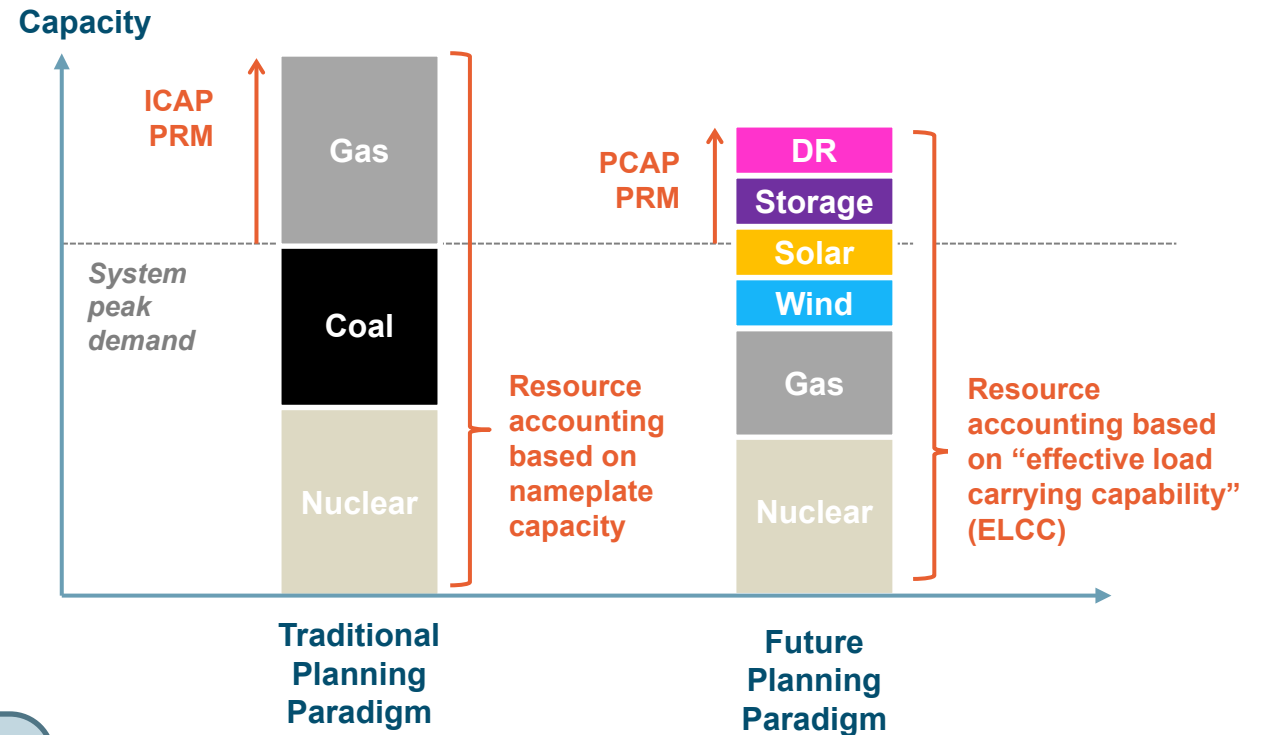 Capacity
ICAP
PRM
Gas
Coal
Nuclear
System
peak
demand
Resource
accounting
based on
nameplate
capacity
PCAP
PRM
DR
Storage
Solar
Wind
Gas
Nuclear
Resource
accounting based
on “effective load
carrying capability”
(ELCC)
Traditional
Planning
Paradigm
Future
Planning
Paradigm